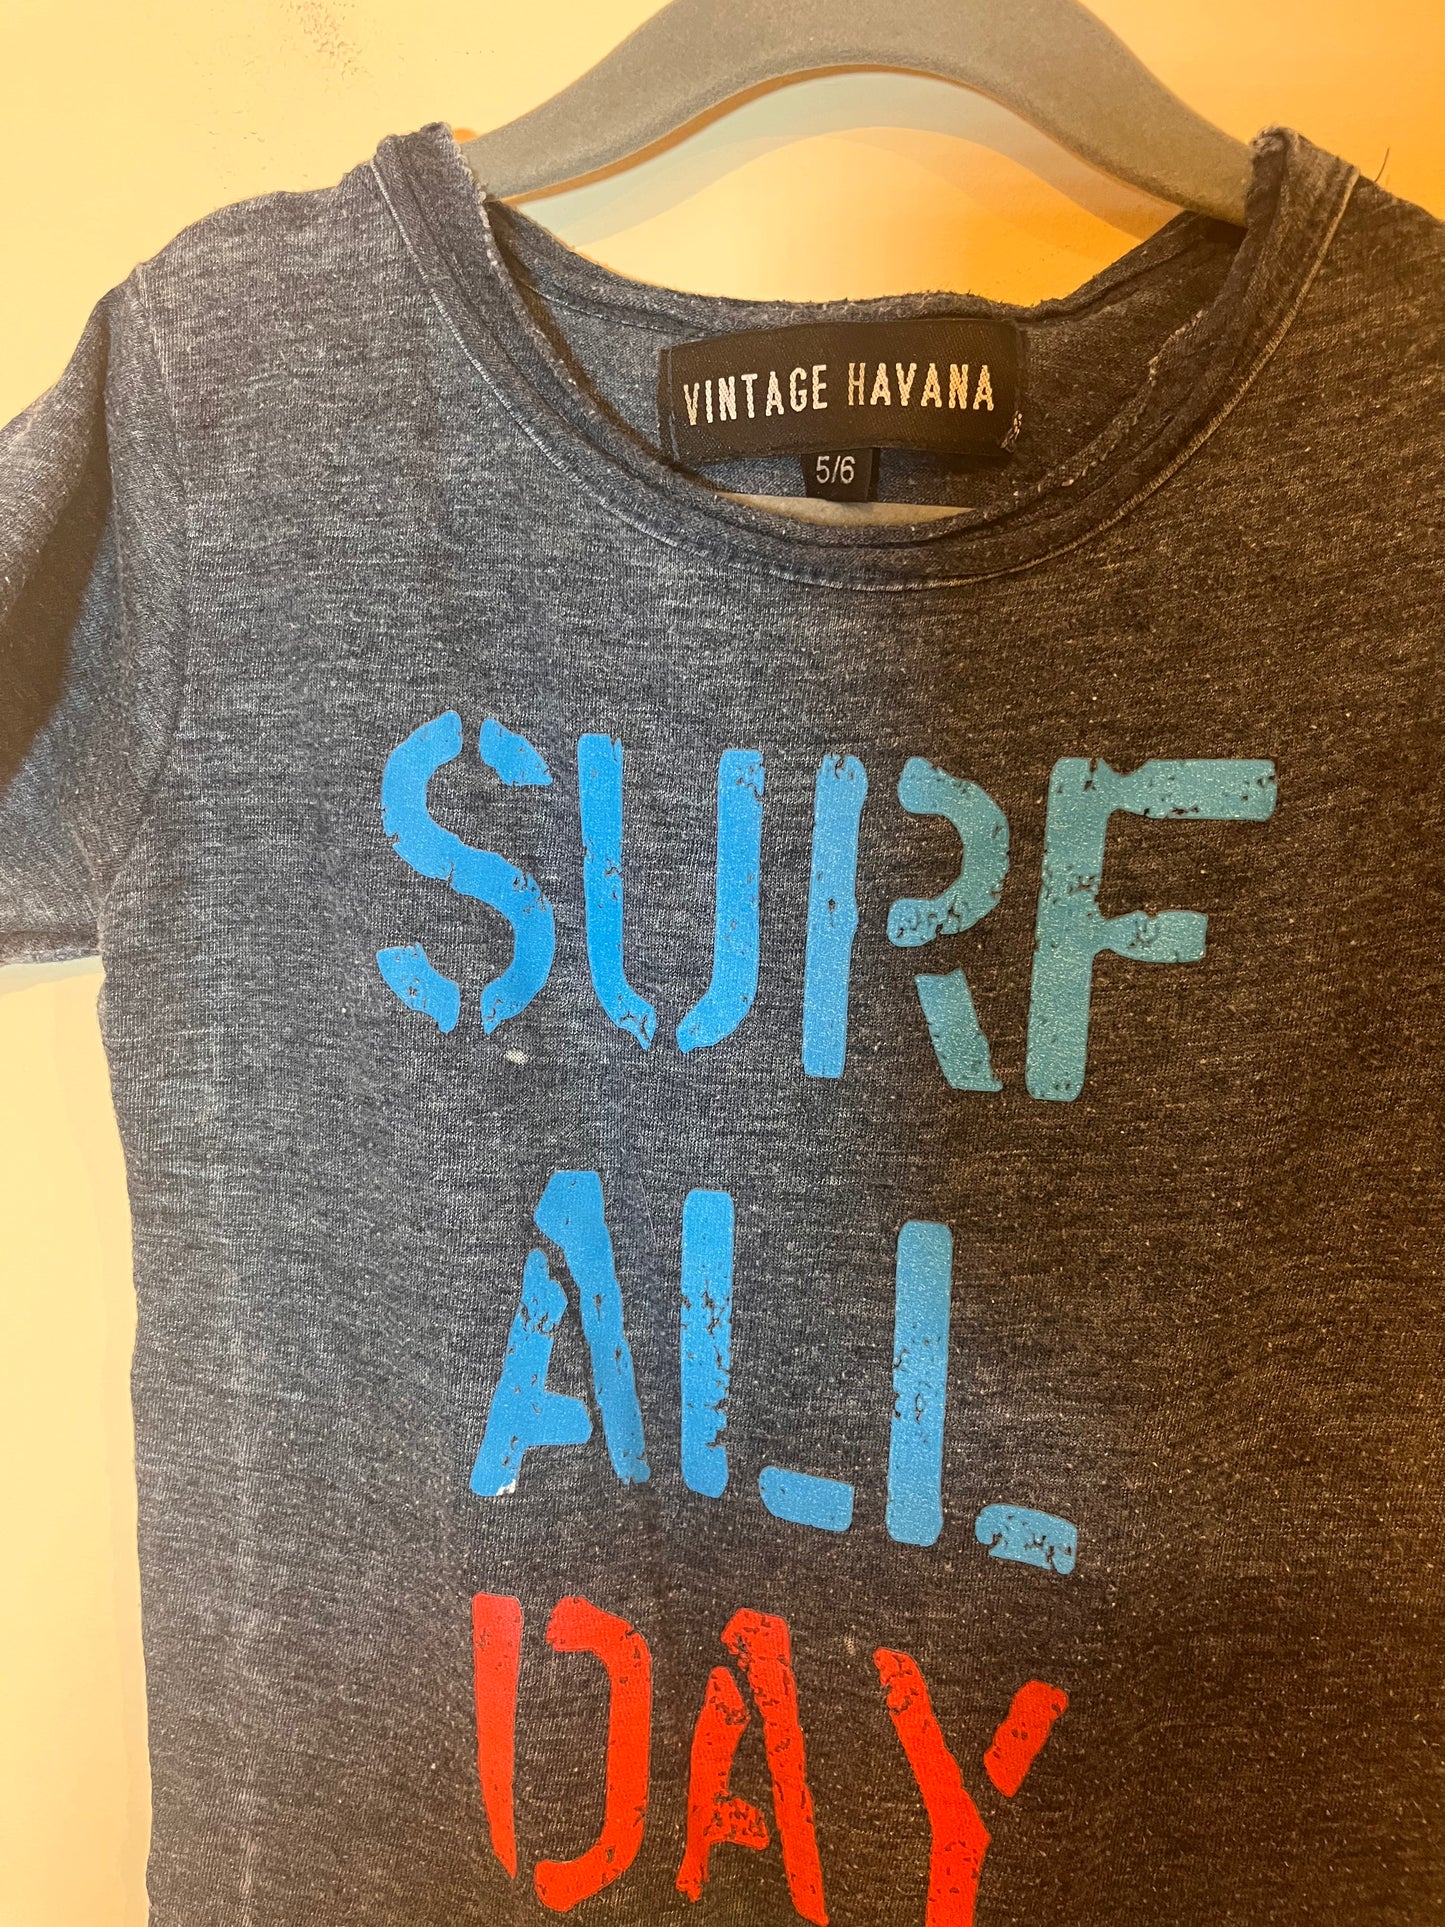 VINTAGE HAVANA
5/6
SURF
ALL
DAY